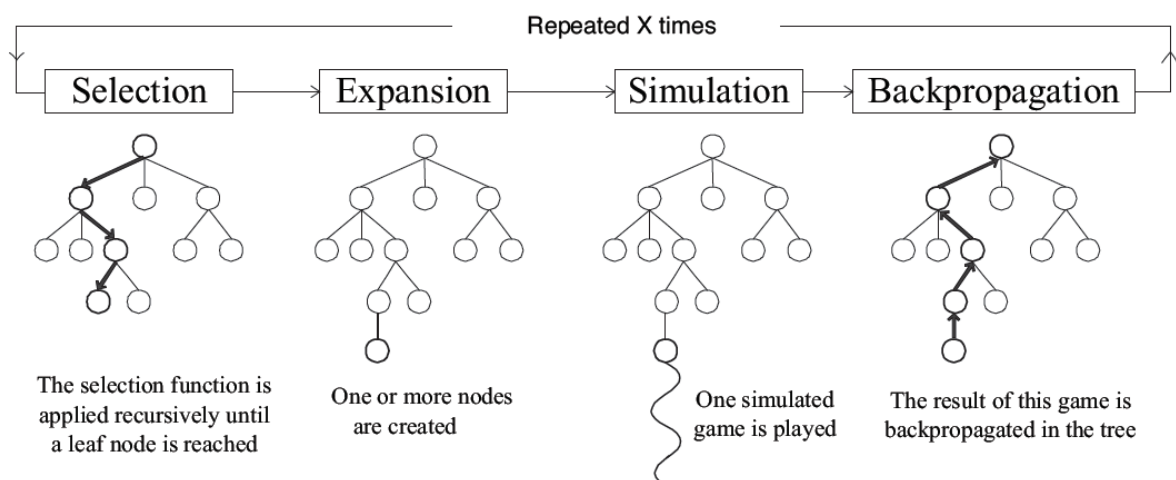 Repeated X times
Selection
Expansion
Simulation
Backpropagation
The selection function is
applied recursively until
a leaf node is reached
One or more nodes
are created
One simulated
game is played
The result of this game is
backpropagated in the tree